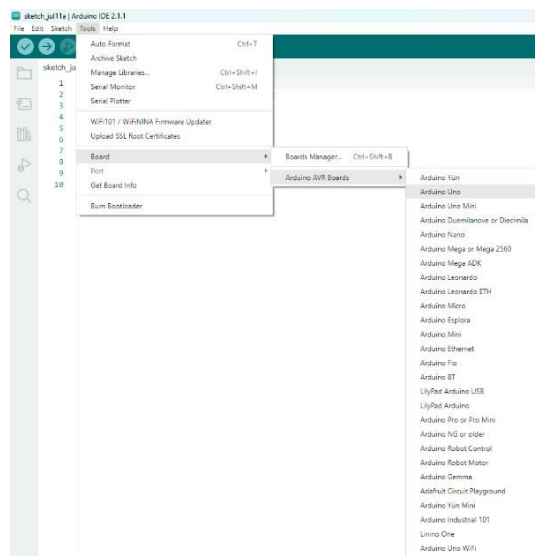 sketch_jul11a | Arduino IDE 2.1.1
File Edit Sketch Tools Help
sketch_ju
1
2
3
4
5
6
7
8
9
10
Auto Format Ctrl+T
Archive Sketch
Manage Libraries... Ctrl+Shift+I
Serial Monitor Ctrl+Shift+M
Serial Plotter
WiFi101 / WiFiNINA Firmware Updater
Upload SSL Root Certificates
Board
Port
Get Board Info
Burn Bootloader
Boards Manager... Ctrl+Shift+B
Arduino AVR Boards
Arduino Yún
Arduino Uno
Arduino Uno Mini
Arduino Duemilanove or Diecimila
Arduino Nano
Arduino Mega or Mega 2560
Arduino Mega ADK
Arduino Leonardo
Arduino Leonardo ETH
Arduino Micro
Arduino Esplora
Arduino Mini
Arduino Ethernet
Arduino Fio
Arduino BT
LilyPad Arduino USB
LilyPad Arduino
Arduino Pro or Pro Mini
Arduino NG or older
Arduino Robot Control
Arduino Robot Motor
Arduino Gemma
Adafruit Circuit Playground
Arduino Yún Mini
Arduino Industrial 101
Linino One
Arduino Uno WiFi